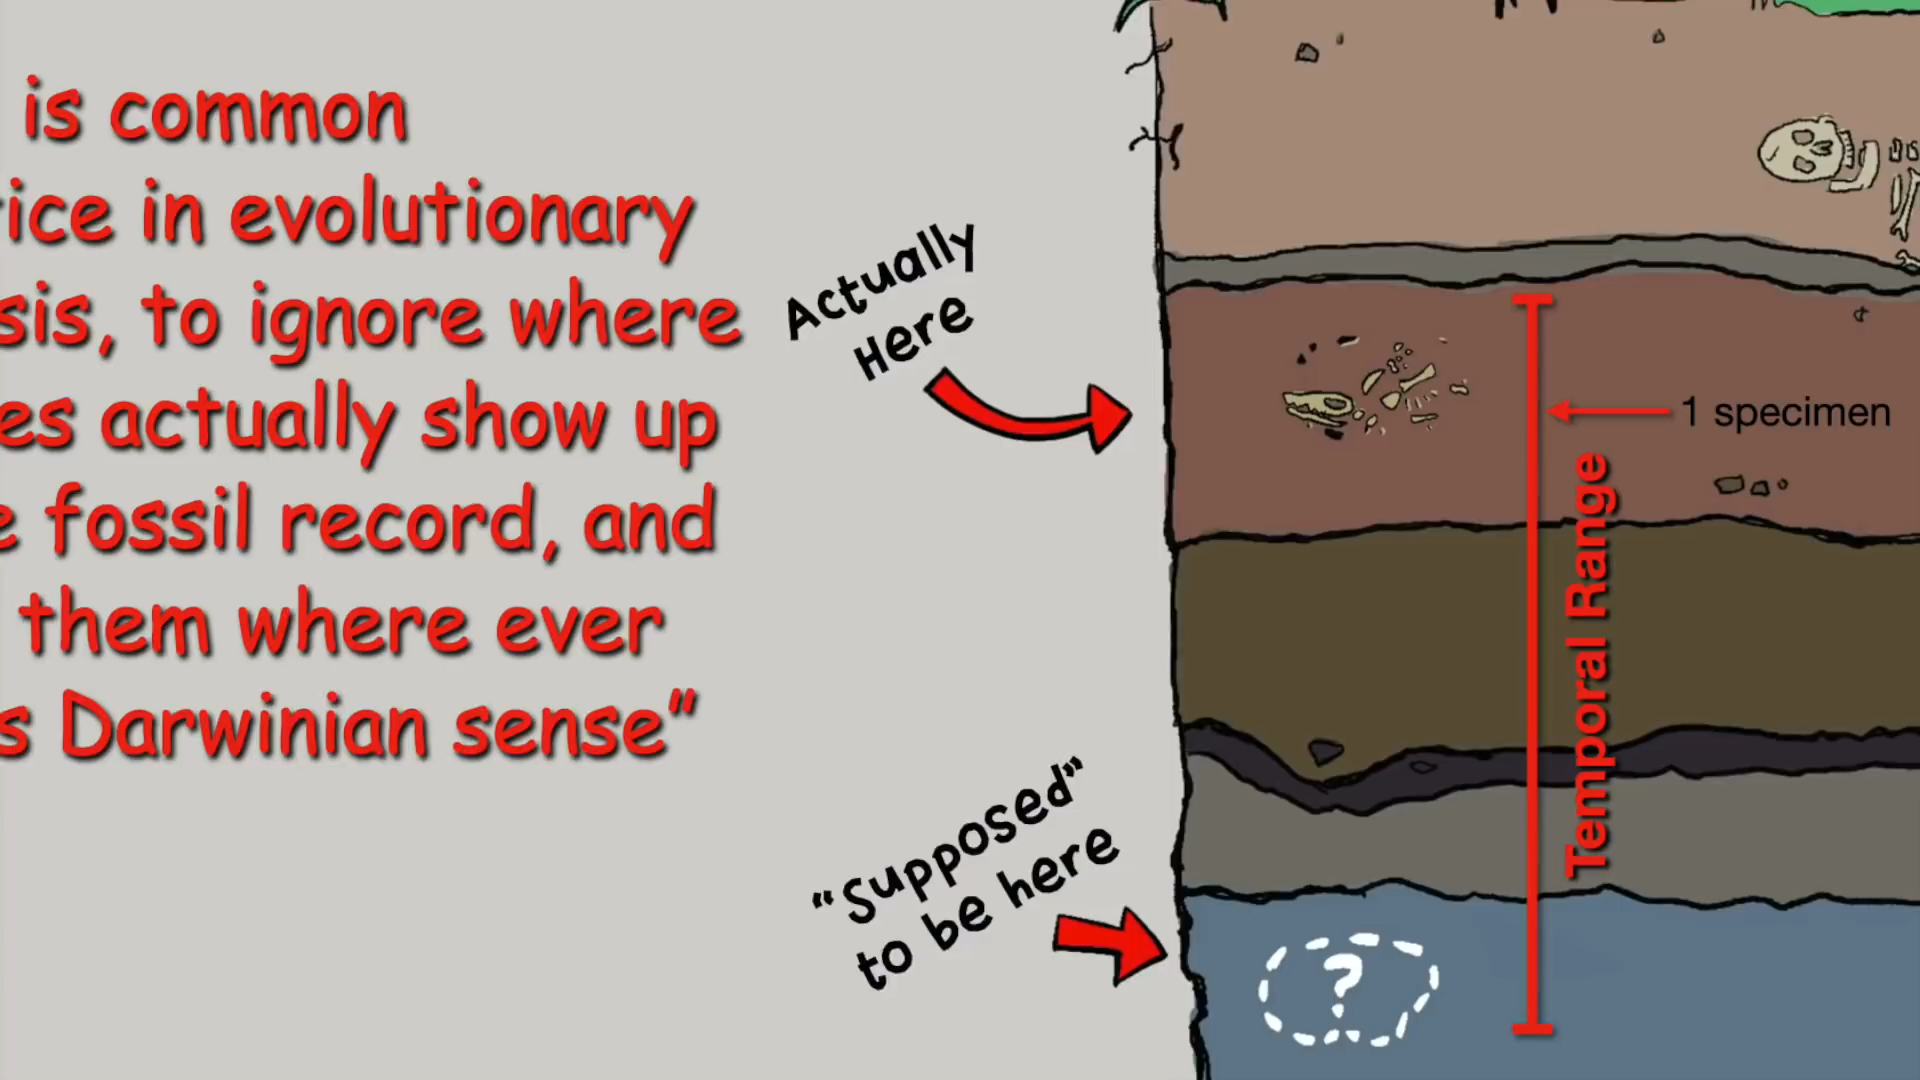 is common
ice in evolutionary
sis, to ignore where
es actually show up
e fossil record, and
them where ever
s Darwinian sense”
Actually
Here
1 specimen
Temporal Range
“Supposed”
to be here
?